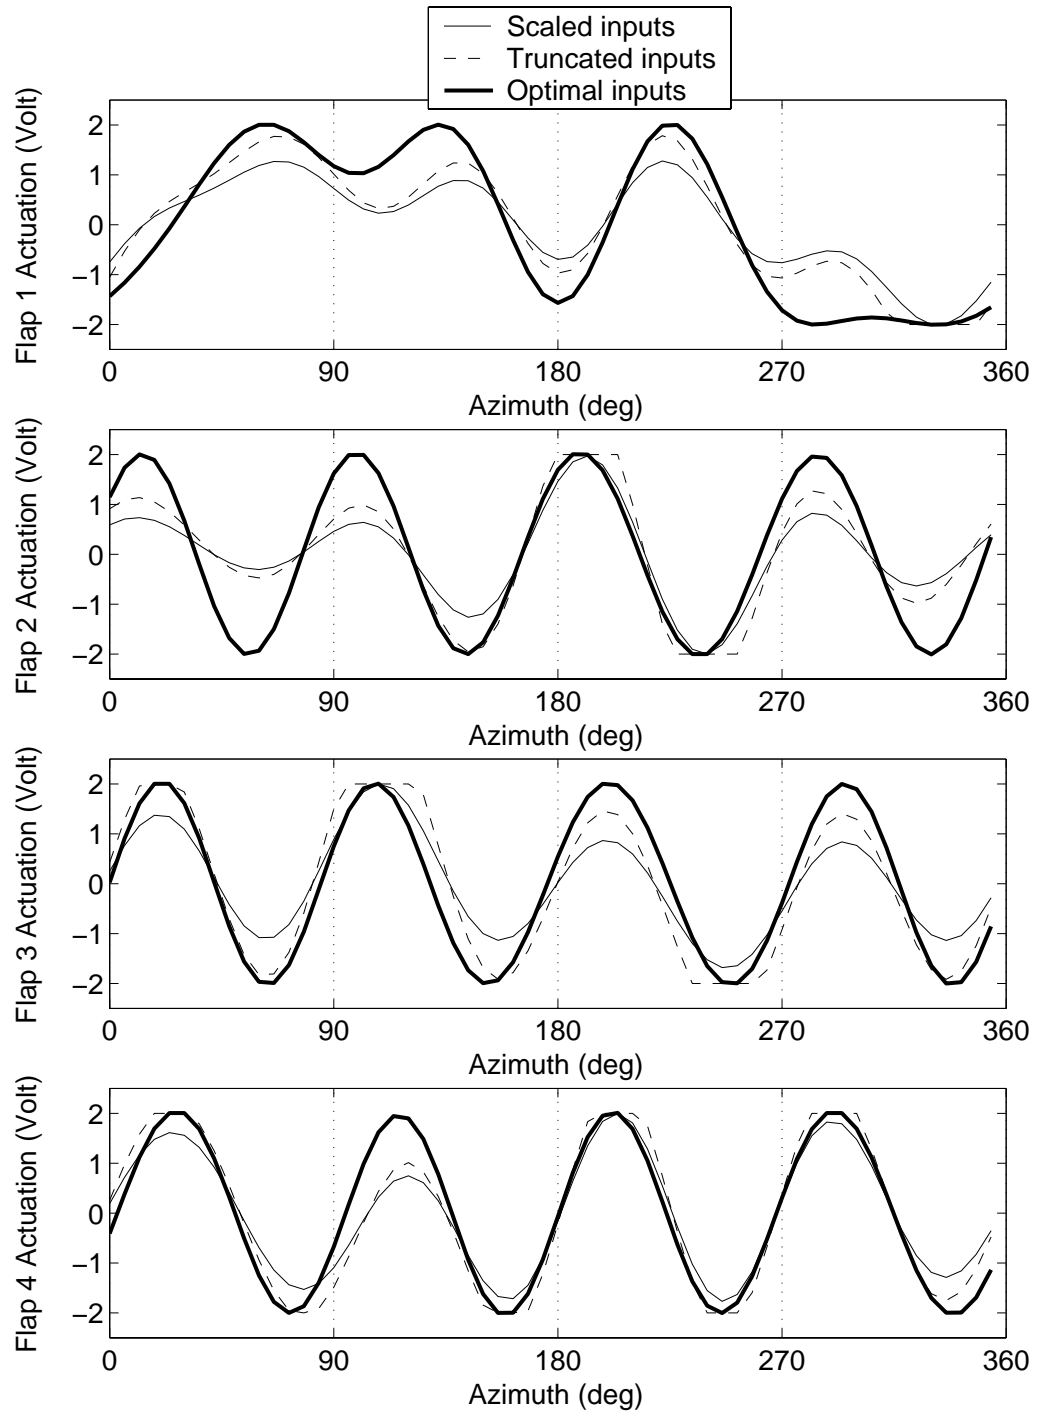 Scaled inputs
Truncated inputs
Optimal inputs
Flap 1 Actuation (Volt)
2
1
0
−1
−2
0 90 180 270 360
Azimuth (deg)
Flap 2 Actuation (Volt)
2
1
0
−1
−2
0 90 180 270 360
Azimuth (deg)
Flap 3 Actuation (Volt)
2
1
0
−1
−2
0 90 180 270 360
Azimuth (deg)
Flap 4 Actuation (Volt)
2
1
0
−1
−2
0 90 180 270 360
Azimuth (deg)